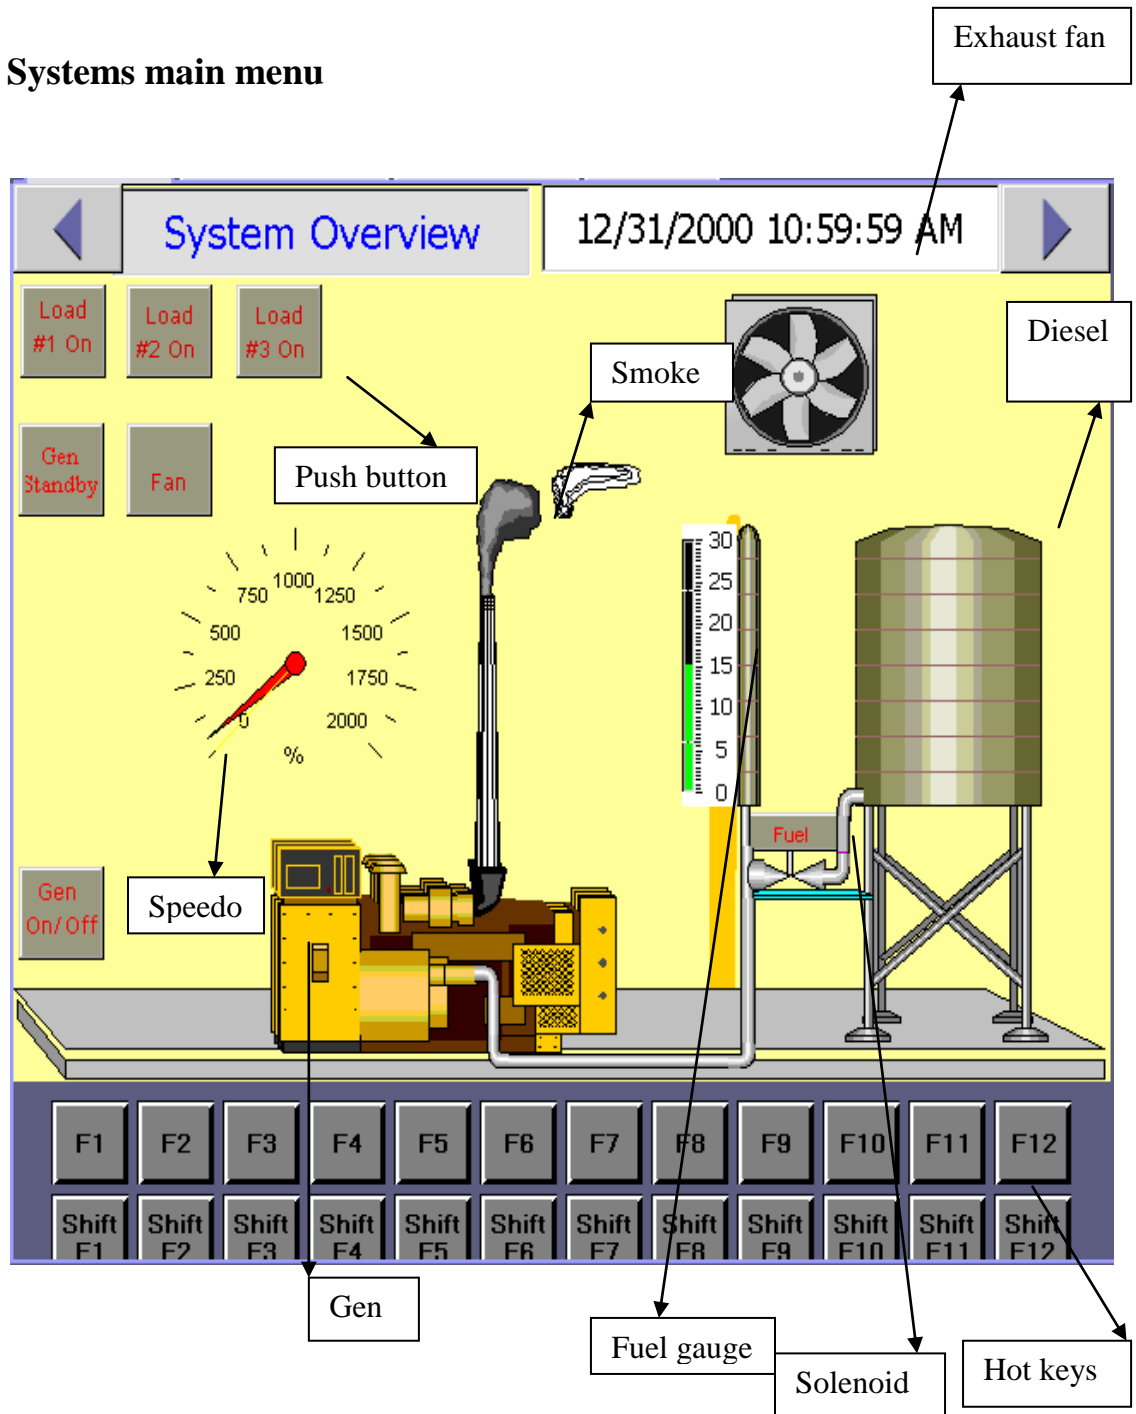 Exhaust fan
Systems main menu
System Overview
12/31/2000 10:59:59 AM
Load
#1 On
Load
#2 On
Load
#3 On
Diesel
Smoke
Gen
Standby
Fan
Push button
1000
750
1250
500
1500
250
1750
0
2000
%
30
25
20
15
10
5
0
Fuel
Gen
On/Off
Speedo
F1 F2 F3 F4 F5 F6 F7 F8 F9 F10 F11 F12
Shift Shift Shift Shift Shift Shift Shift Shift Shift Shift Shift Shift
F1 F2 F3 F4 F5 F6 F7 F8 F9 F10 F11 F12
Gen
Fuel gauge
Solenoid
Hot keys